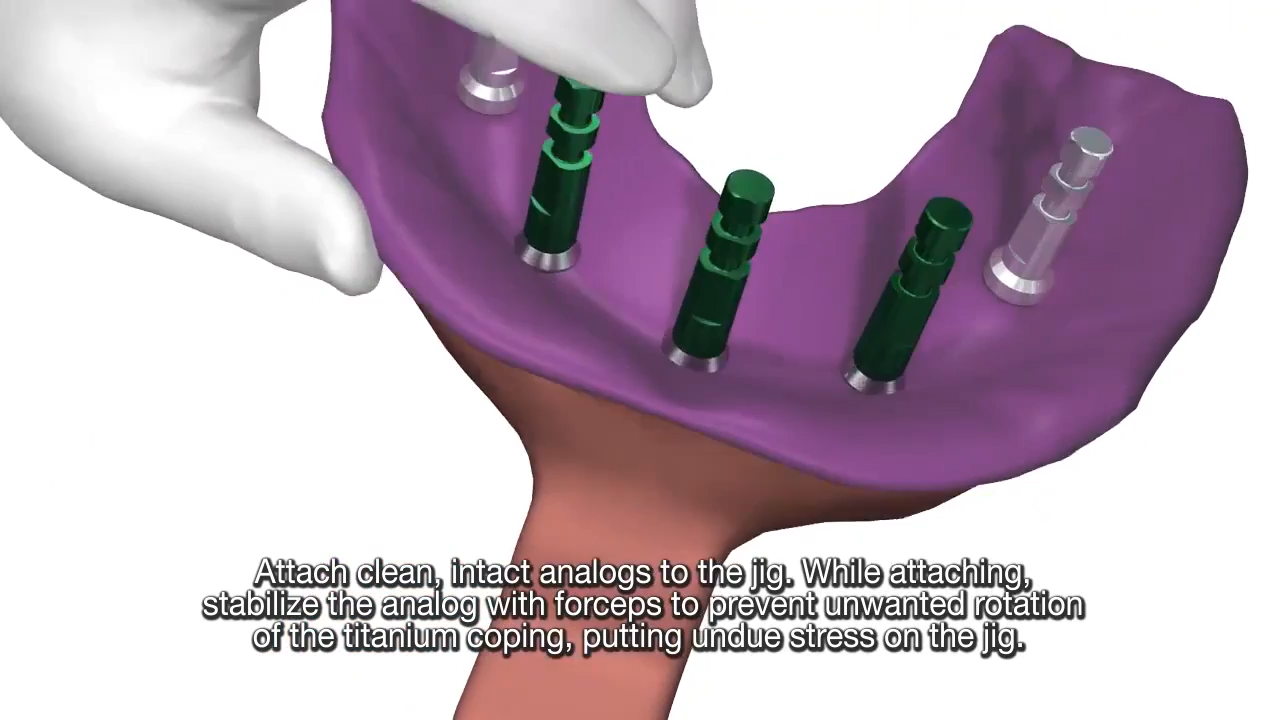 Attach clean, intact analogs to the jig. While attaching,
stabilize the analog with forceps to prevent unwanted rotation
of the titanium coping, putting undue stress on the jig.